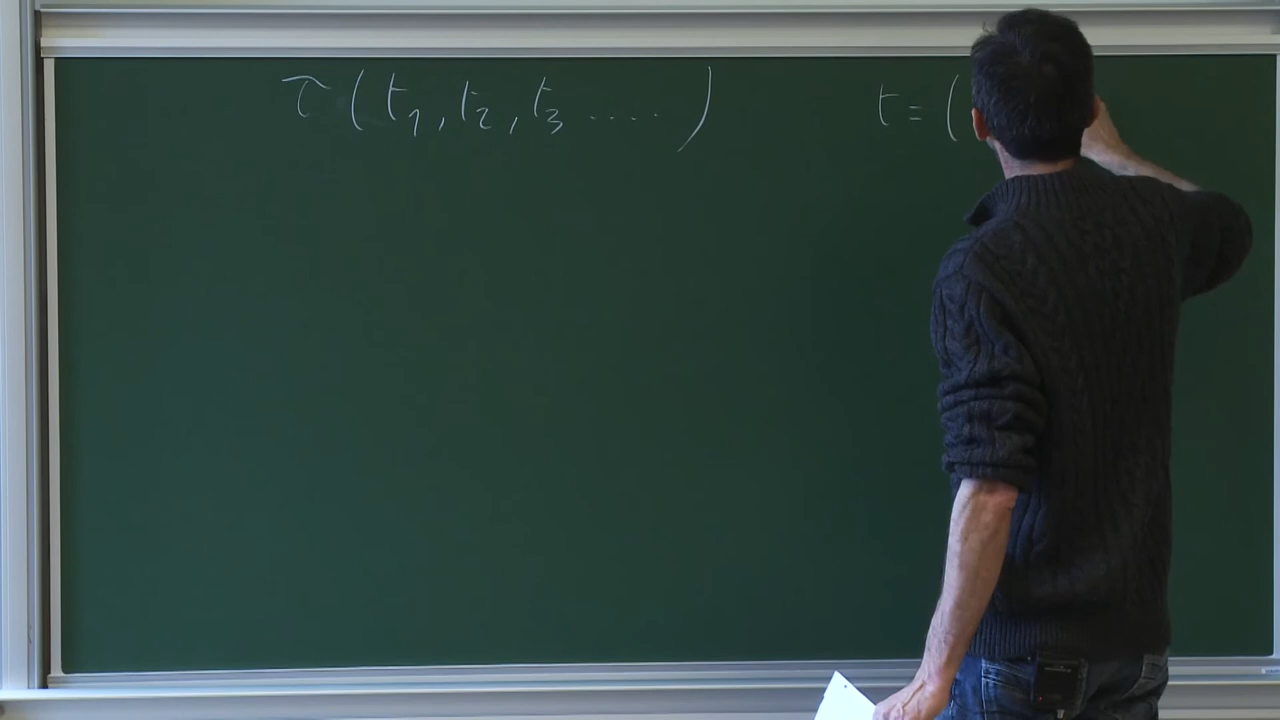 τ(t₁, t₂, t₃ .....) t = (